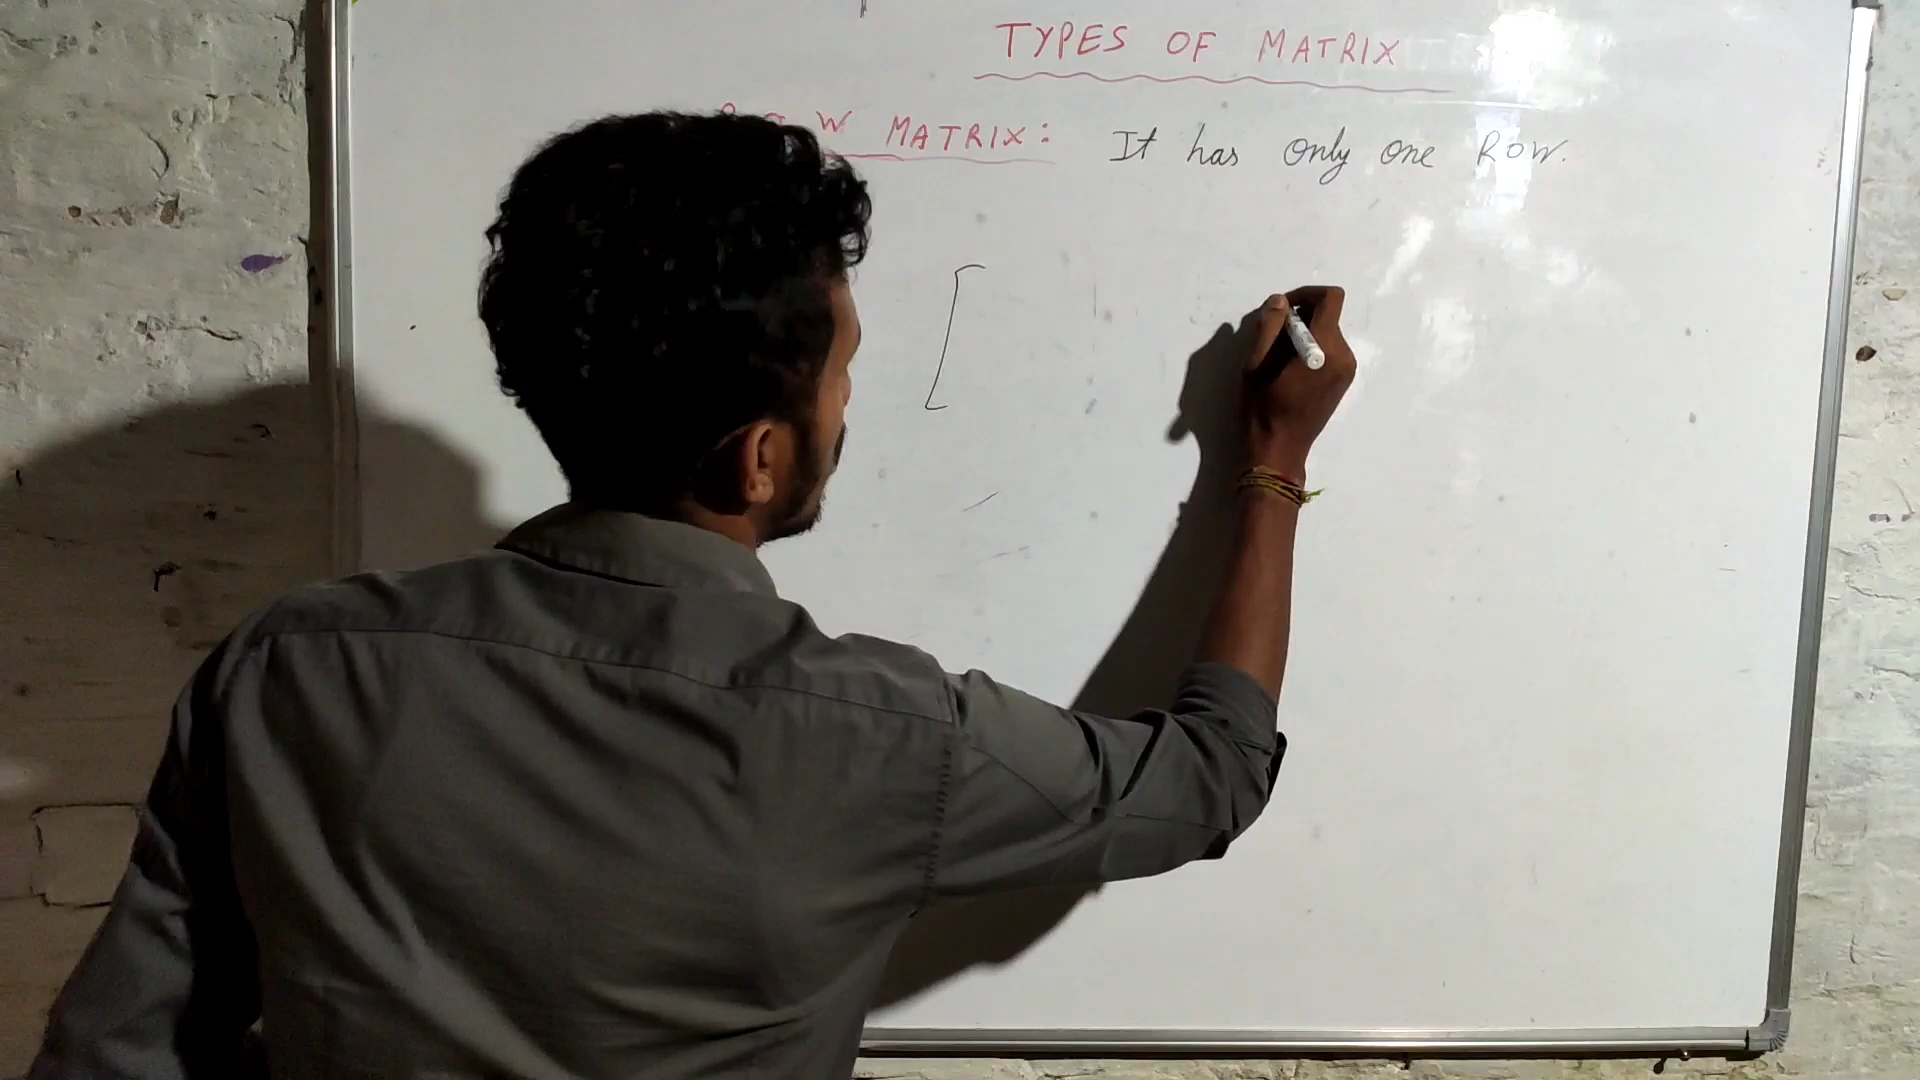 TYPES OF MATRIX
ROW MATRIX: It has only one Row.
[